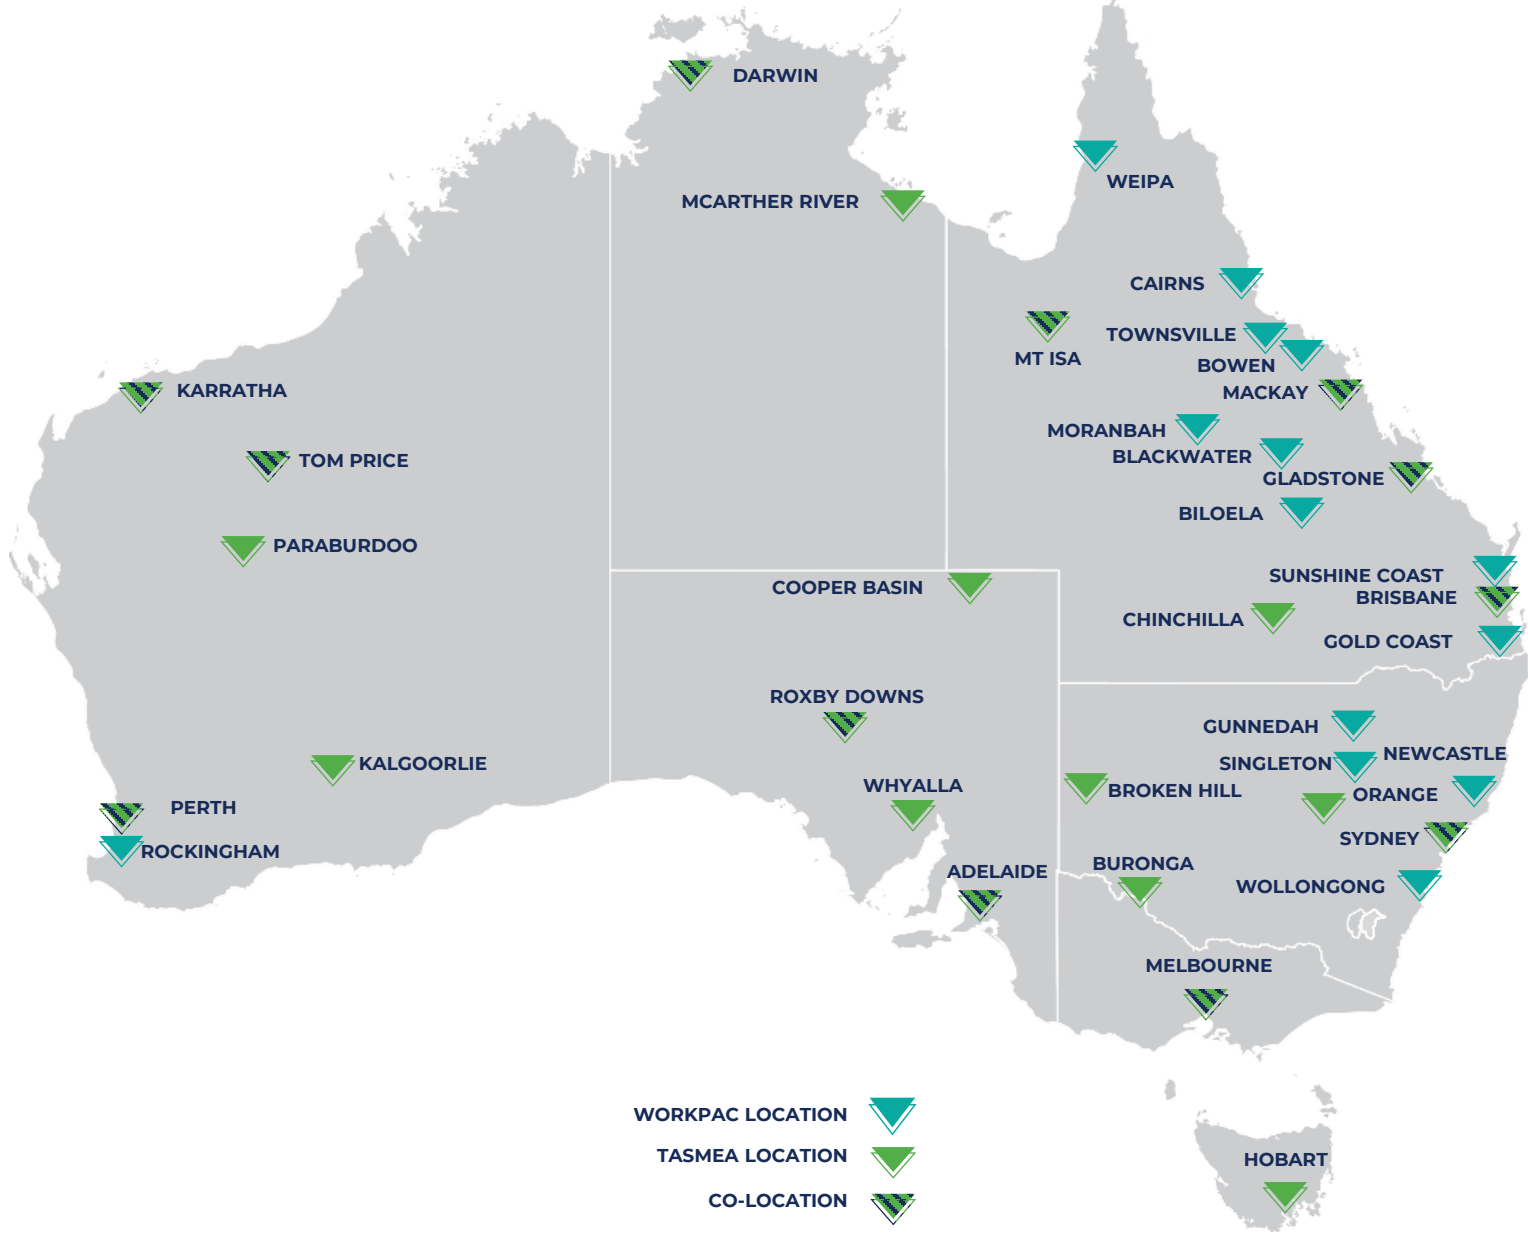 DARWIN
WEIPA
MCARTHER RIVER
CAIRNS
TOWNSVILLE
MT ISA
BOWEN
KARRATHA
MACKAY
MORANBAH
BLACKWATER
TOM PRICE
GLADSTONE
BILOELA
PARABURDOO
SUNSHINE COAST
COOPER BASIN
BRISBANE
CHINCHILLA
GOLD COAST
ROXBY DOWNS
GUNNEDAH
NEWCASTLE
KALGOORLIE
SINGLETON
WHYALLA
BROKEN HILL
ORANGE
PERTH
SYDNEY
ROCKINGHAM
BURONGA
ADELAIDE
WOLLONGONG
MELBOURNE
WORKPAC LOCATION
TASMEA LOCATION
HOBART
CO-LOCATION